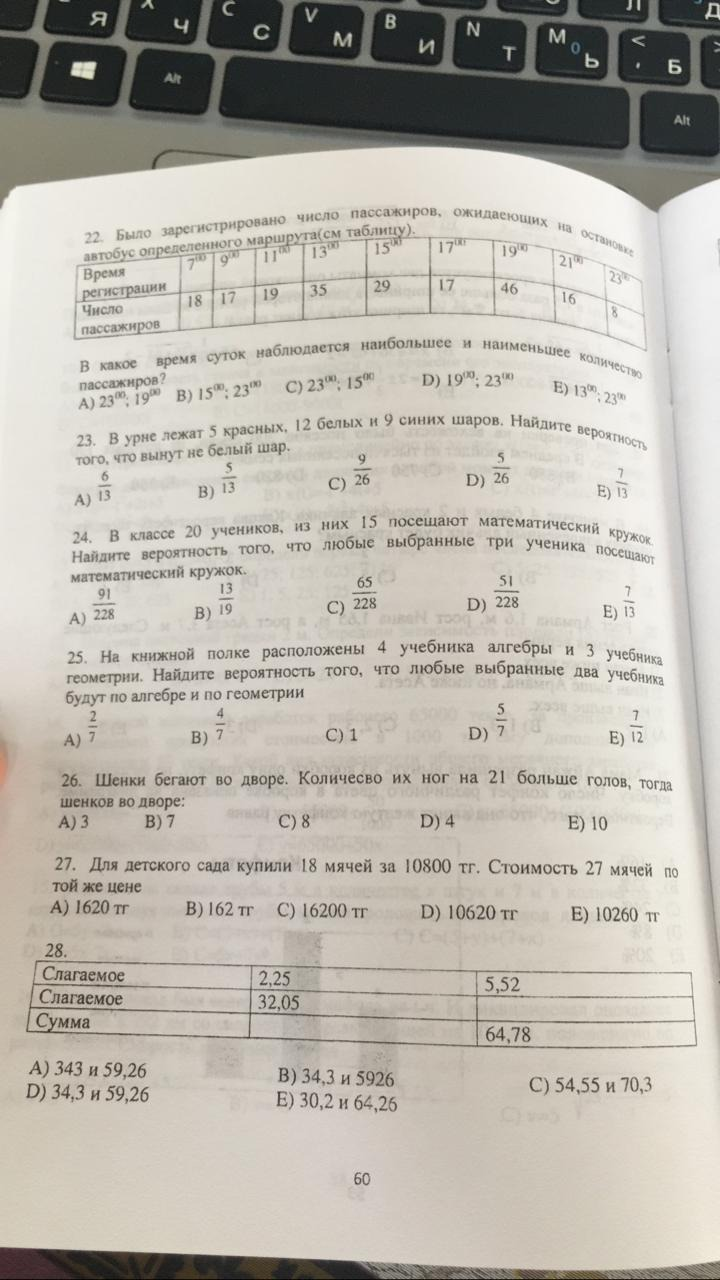 Я Ч С С V М В И N Т М О Ь < , Б
Alt Alt
22. Было зарегистрировано число пассажиров, ожидаеющих на остановке
автобус определенного маршрута(см таблицу).
Время регистрации 7⁰⁰ 9⁰⁰ 11⁰⁰ 13⁰⁰ 15⁰⁰ 17⁰⁰ 19⁰⁰ 21⁰⁰ 23⁰⁰
Число пассажиров 18 17 19 35 29 17 46 16 8
В какое время суток наблюдается наибольшее и наименьшее количество
пассажиров?
A) 23⁰⁰; 19⁰⁰ B) 15⁰⁰; 23⁰⁰ C) 23⁰⁰; 15⁰⁰ D) 19⁰⁰; 23⁰⁰ E) 13⁰⁰; 23⁰⁰
23. В урне лежат 5 красных, 12 белых и 9 синих шаров. Найдите вероятность
того, что вынут не белый шар.
A) 6/13 B) 5/13 C) 9/26 D) 5/26 E) 7/13
24. В классе 20 учеников, из них 15 посещают математический кружок.
Найдите вероятность того, что любые выбранные три ученика посещают
математический кружок.
A) 91/228 B) 13/19 C) 65/228 D) 51/228 E) 7/13
25. На книжной полке расположены 4 учебника алгебры и 3 учебника
геометрии. Найдите вероятность того, что любые выбранные два учебника
будут по алгебре и по геометрии
A) 2/7 B) 4/7 C) 1 D) 5/7 E) 7/12
26. Шенки бегают во дворе. Количесво их ног на 21 больше голов, тогда
шенков во дворе:
A) 3 B) 7 C) 8 D) 4 E) 10
27. Для детского сада купили 18 мячей за 10800 тг. Стоимость 27 мячей по
той же цене
A) 1620 тг B) 162 тг C) 16200 тг D) 10620 тг E) 10260 тг
28.
Слагаемое 2,25 5,52
Слагаемое 32,05
Сумма 64,78
A) 343 и 59,26 B) 34,3 и 5926 C) 54,55 и 70,3
D) 34,3 и 59,26 E) 30,2 и 64,26
60